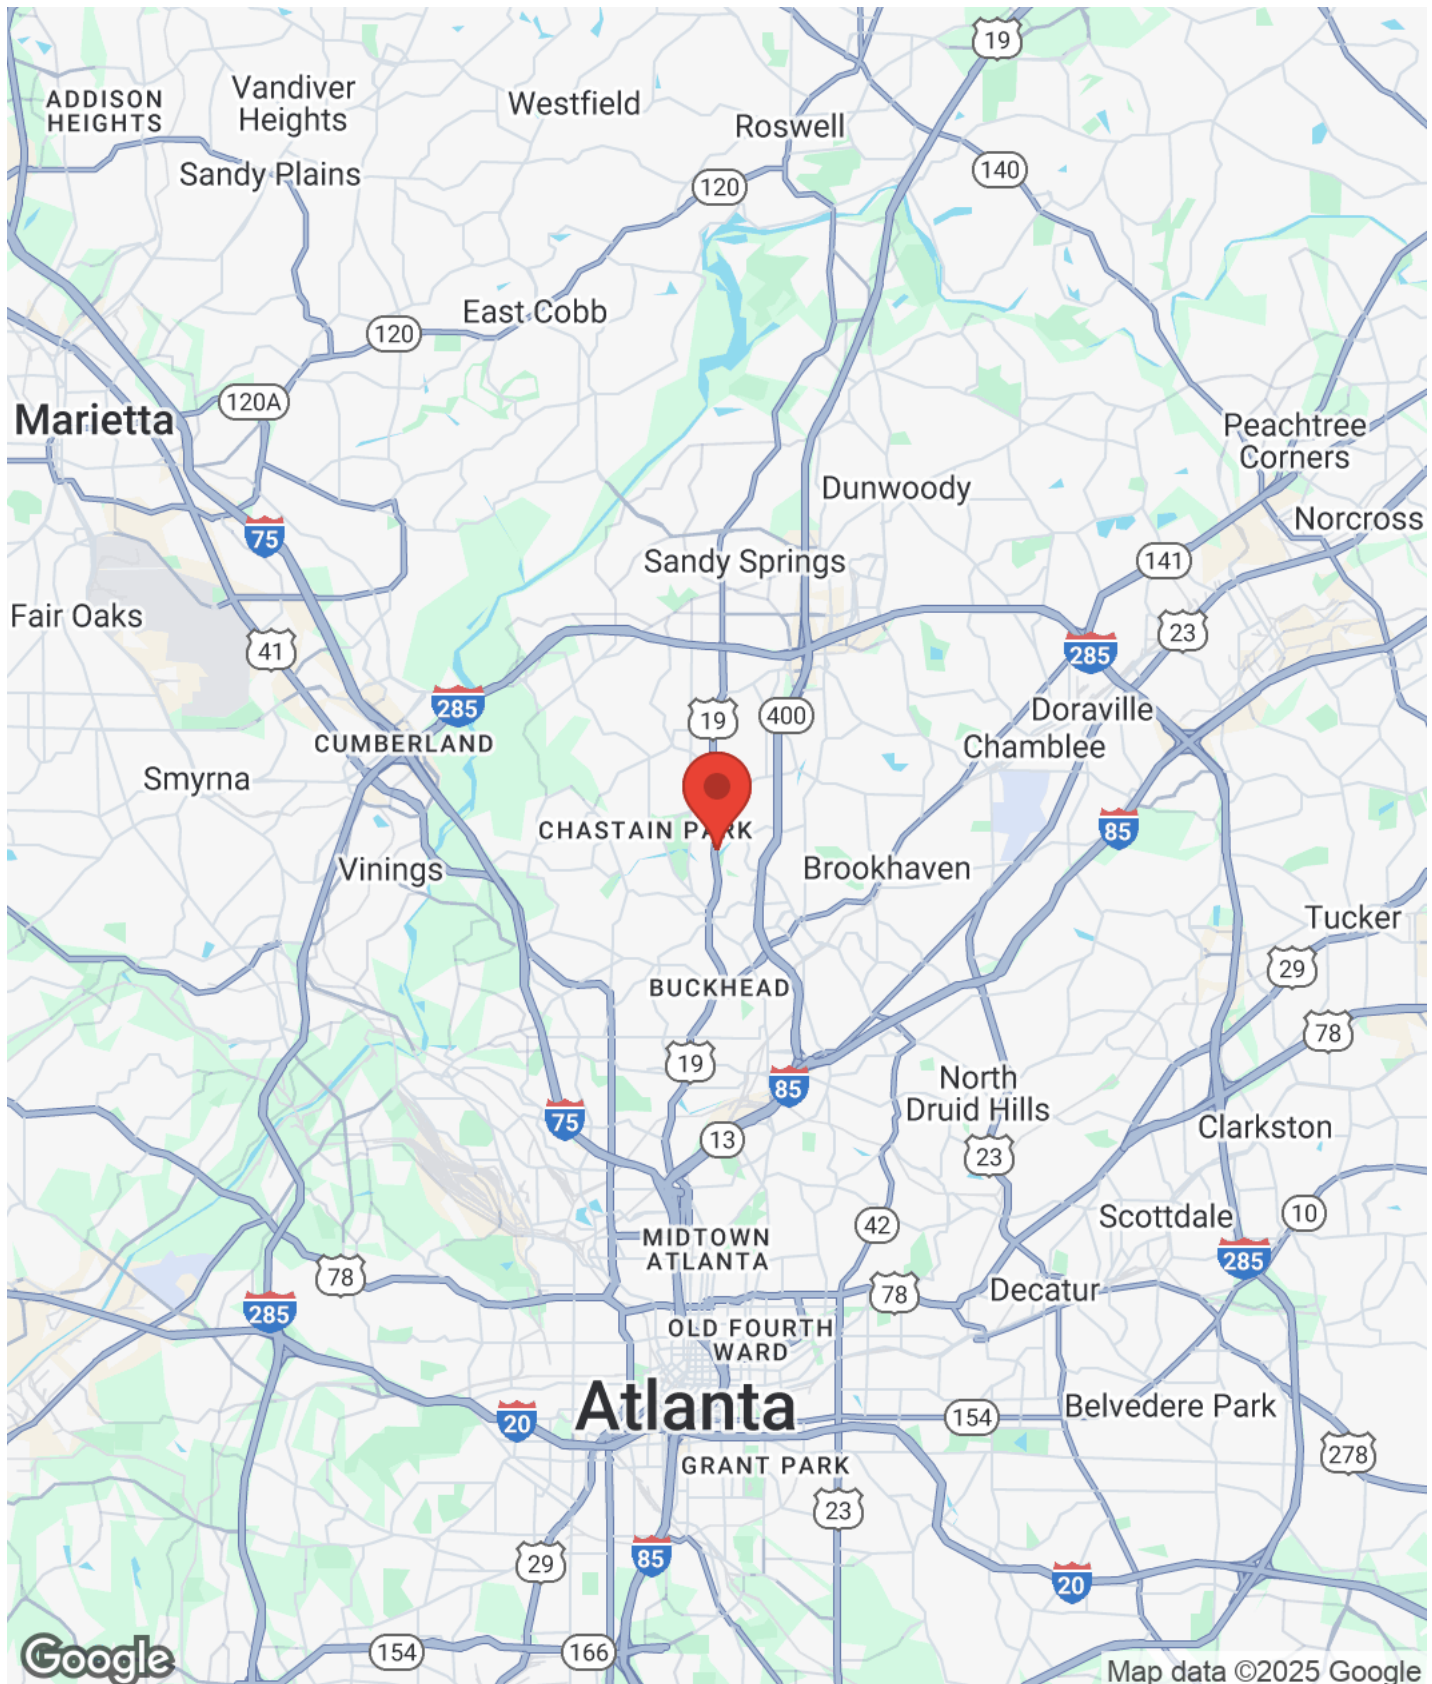 19
ADDISON
HEIGHTS
Vandiver
Heights
Westfield
Roswell
Sandy Plains
140
120
East Cobb
120
120A
Marietta
Peachtree
Corners
Dunwoody
Norcross
75
Sandy Springs
141
Fair Oaks
41
23
285
285
19
400
Doraville
CUMBERLAND
Chamblee
Smyrna
CHASTAIN PARK
85
Vinings
Brookhaven
Tucker
29
BUCKHEAD
78
19
85
North
Druid Hills
75
13
Clarkston
23
42
Scottdale
10
MIDTOWN
ATLANTA
285
78
78
Decatur
285
OLD FOURTH
WARD
Atlanta
20
154
Belvedere Park
GRANT PARK
278
23
29
85
20
154
166
Google
Map data ©2025 Google